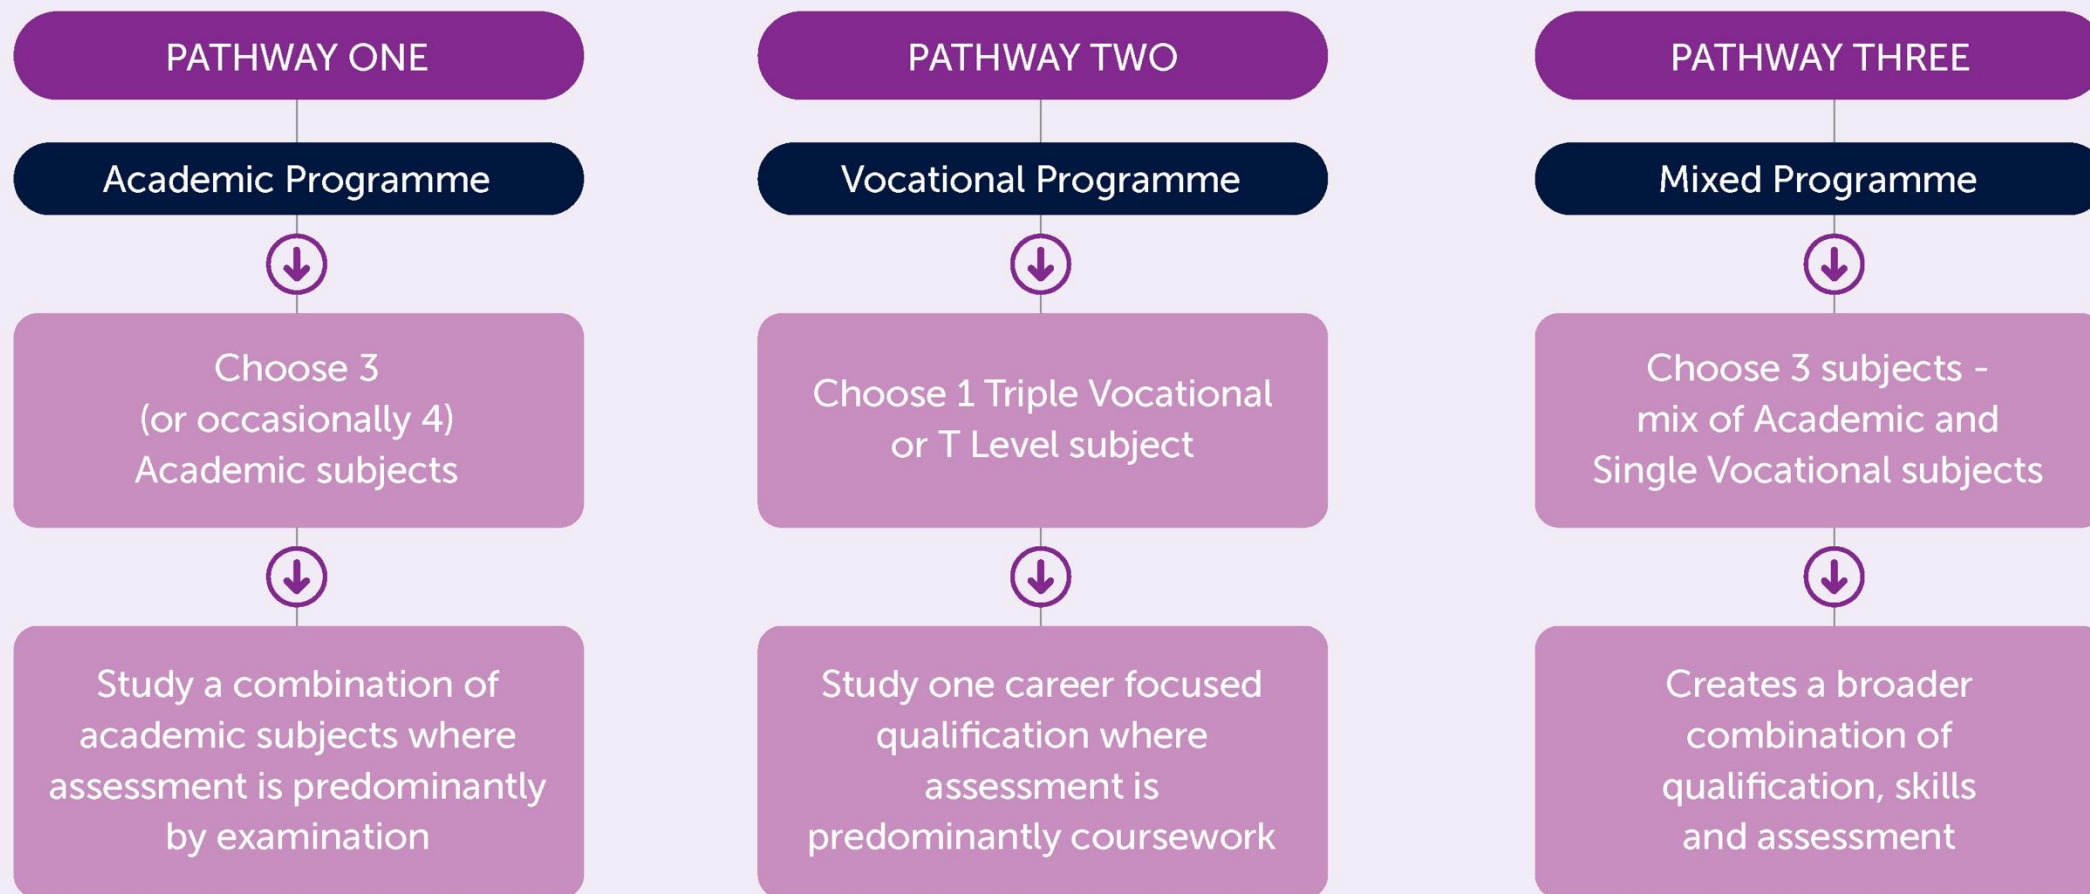 PATHWAY ONE
Academic Programme
Choose 3
(or occasionally 4)
Academic subjects
Study a combination of
academic subjects where
assessment is predominantly
by examination
PATHWAY TWO
Vocational Programme
Choose 1 Triple Vocational
or T Level subject
Study one career focused
qualification where
assessment is
predominantly coursework
PATHWAY THREE
Mixed Programme
Choose 3 subjects -
mix of Academic and
Single Vocational subjects
Creates a broader
combination of
qualification, skills
and assessment